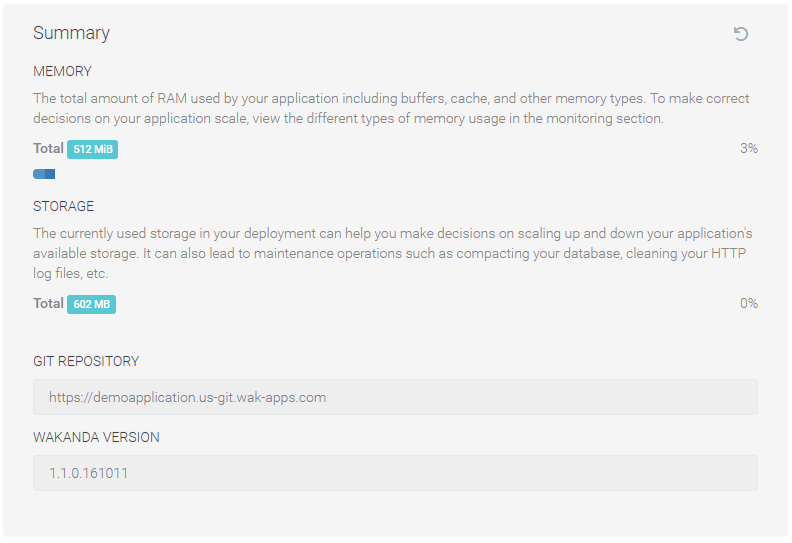 Summary
MEMORY
The total amount of RAM used by your application including buffers, cache, and other memory types. To make correct
decisions on your application scale, view the different types of memory usage in the monitoring section.
Total 512 MiB 3%
STORAGE
The currently used storage in your deployment can help you make decisions on scaling up and down your application's
available storage. It can also lead to maintenance operations such as compacting your database, cleaning your HTTP
log files, etc.
Total 602 MB 0%
GIT REPOSITORY
https://demoapplication.us-git.wak-apps.com
WAKANDA VERSION
1.1.0.161011